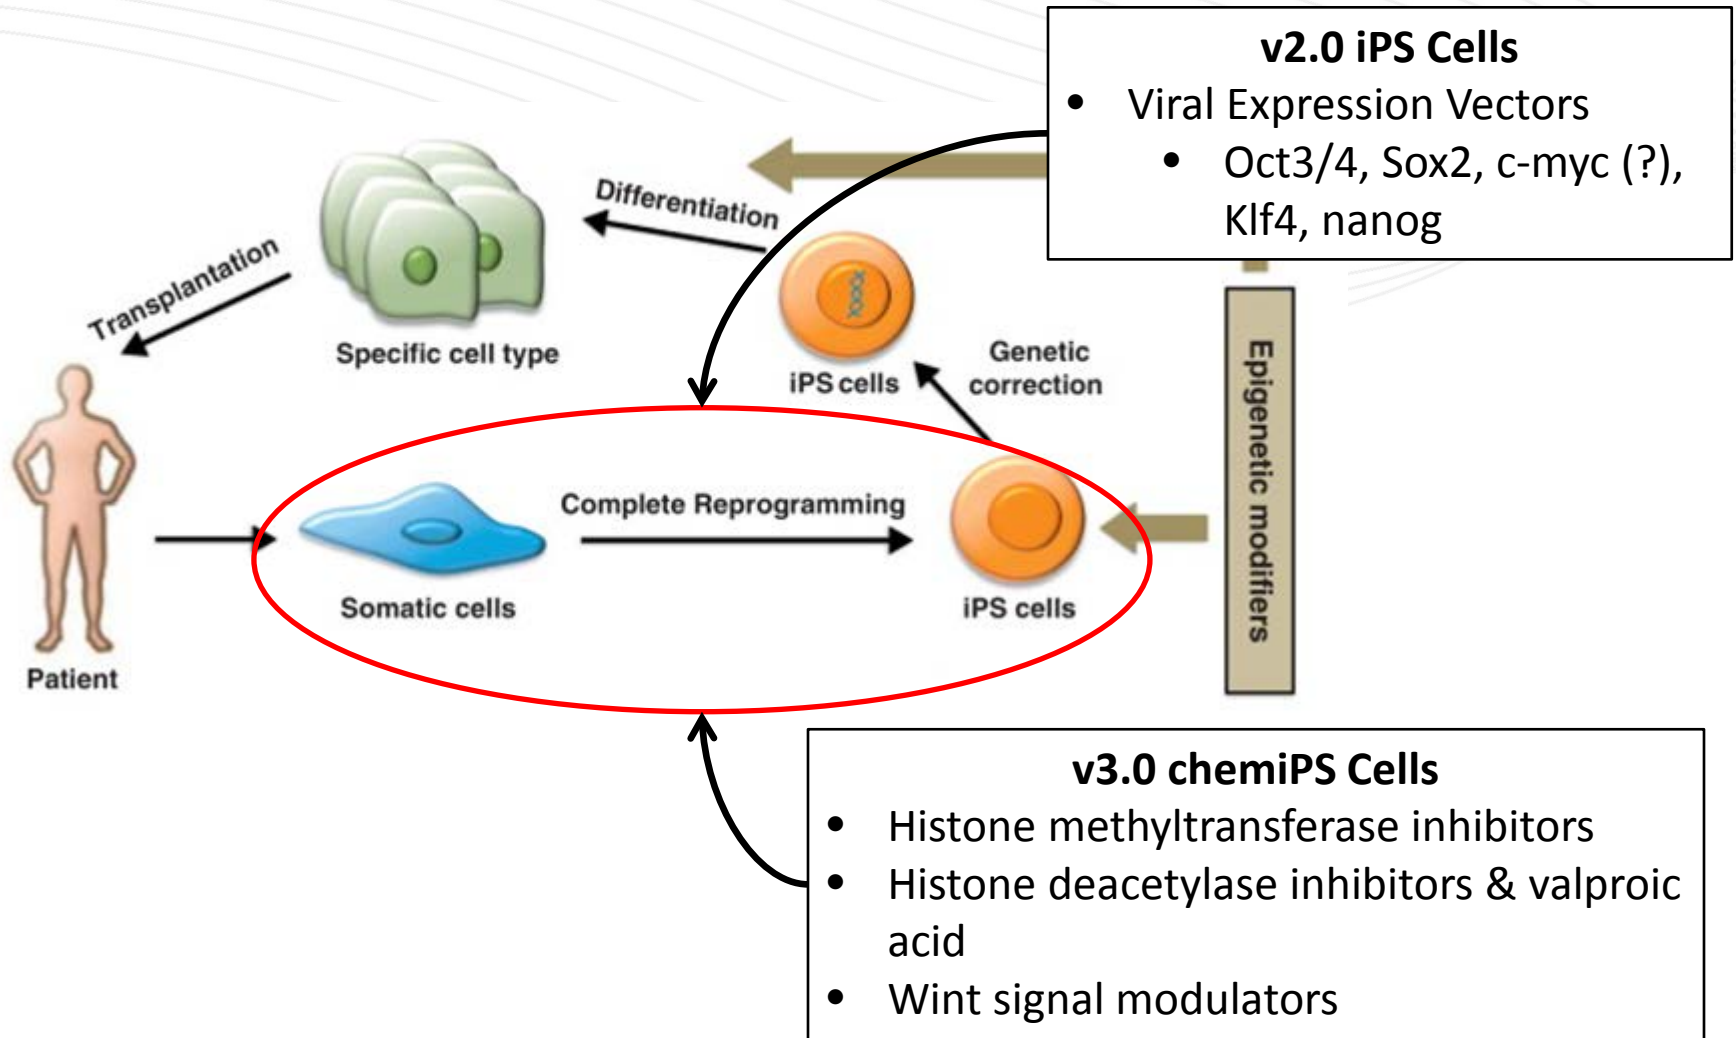 v2.0 iPS Cells
• Viral Expression Vectors
• Oct3/4, Sox2, c-myc (?),
Klf4, nanog
Differentiation
Transplantation
Specific cell type
iPS cells
Genetic
correction
Epigenetic modifiers
Complete Reprogramming
Somatic cells
iPS cells
Patient
v3.0 chemiPS Cells
• Histone methyltransferase inhibitors
• Histone deacetylase inhibitors & valproic
acid
• Wint signal modulators